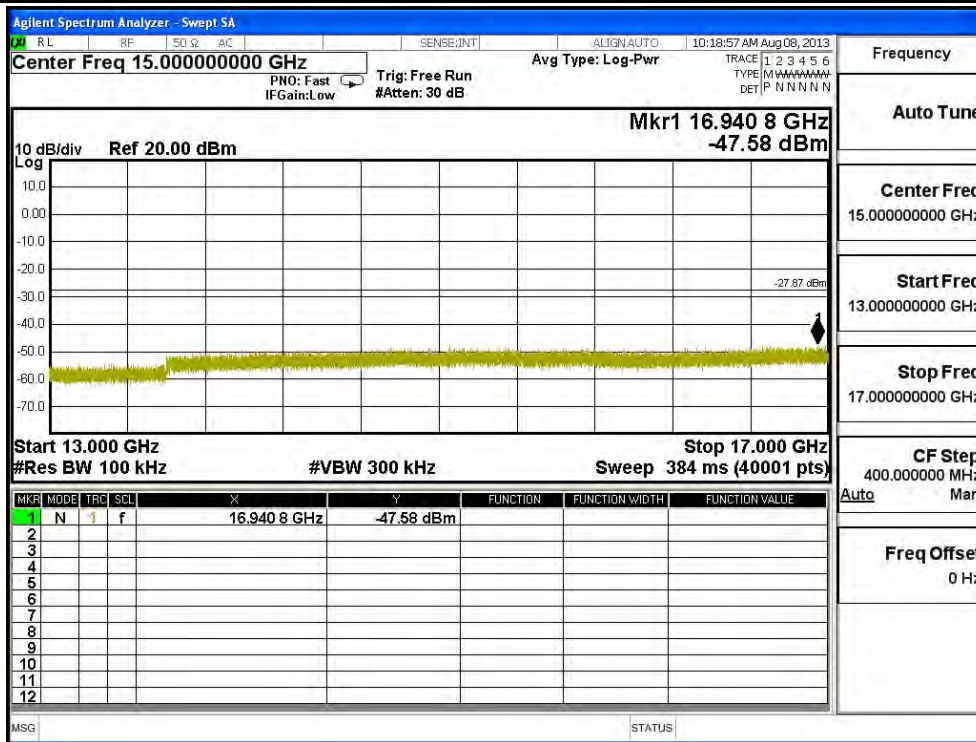 Agilent Spectrum Analyzer - Swept SA
RL RF 50 Ω AC SENSE:INT ALIGNAUTO 10:18:57 AM Aug 08, 2013
Center Freq 15.000000000 GHz
PNO: Fast
IFGain:Low
Trig: Free Run
#Atten: 30 dB
Avg Type: Log-Pwr
TRACE 1 2 3 4 5 6
TYPE M WWWWW
DET P N N N N N
Mkr1 16.940 8 GHz
-47.58 dBm
10 dB/div Ref 20.00 dBm
Log
10.0
0.00
-10.0
-20.0
-27.87 dBm
-30.0
-40.0
1
-50.0
-60.0
-70.0
Start 13.000 GHz Stop 17.000 GHz
#Res BW 100 kHz #VBW 300 kHz Sweep 384 ms (40001 pts)
MKR MODE TRC SCL X Y FUNCTION FUNCTION WIDTH FUNCTION VALUE
1 N 1 f 16.940 8 GHz -47.58 dBm
2
3
4
5
6
7
8
9
10
11
12
MSG STATUS
Frequency
Auto Tune
Center Freq
15.000000000 GHz
Start Freq
13.000000000 GHz
Stop Freq
17.000000000 GHz
CF Step
400.000000 MHz
Auto Man
Freq Offset
0 Hz